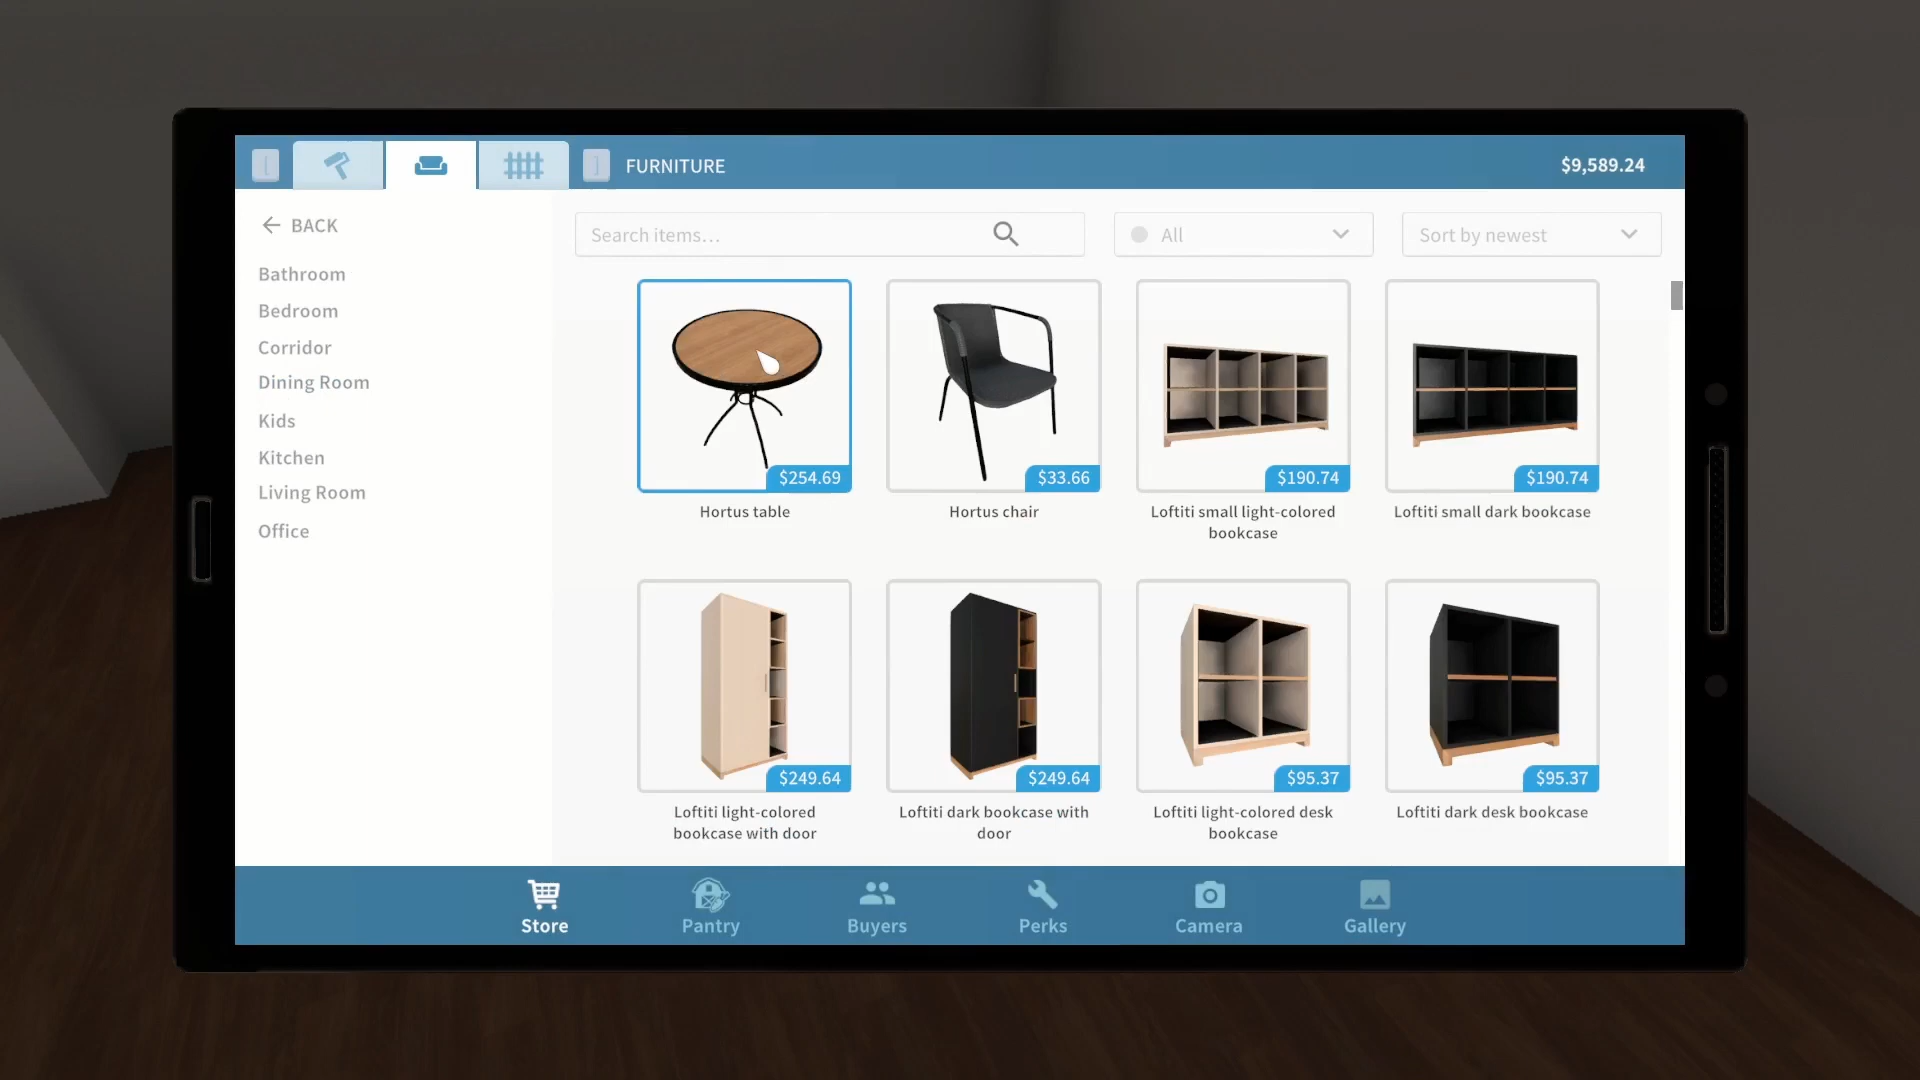 [ ] FURNITURE $9,589.24
BACK
Bathroom
Bedroom
Corridor
Dining Room
Kids
Kitchen
Living Room
Office
Search items...
All
Sort by newest
$254.69
$33.66
$190.74
$190.74
Hortus table
Hortus chair
Loftiti small light-colored
bookcase
Loftiti small dark bookcase
$249.64
$249.64
$95.37
$95.37
Loftiti light-colored
bookcase with door
Loftiti dark bookcase with
door
Loftiti light-colored desk
bookcase
Loftiti dark desk bookcase
Store
Pantry
Buyers
Perks
Camera
Gallery